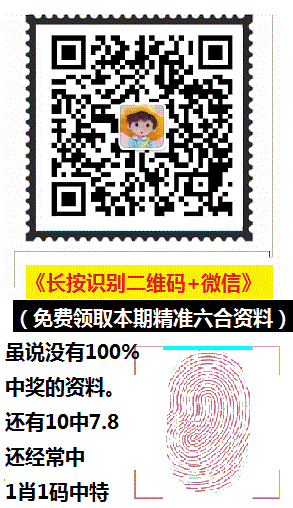 《长按识别二维码+微信》
（免费领取本期精准六合资料）
虽说没有100%
中奖的资料。
还有10中7.8
还经常中
1肖1码中特